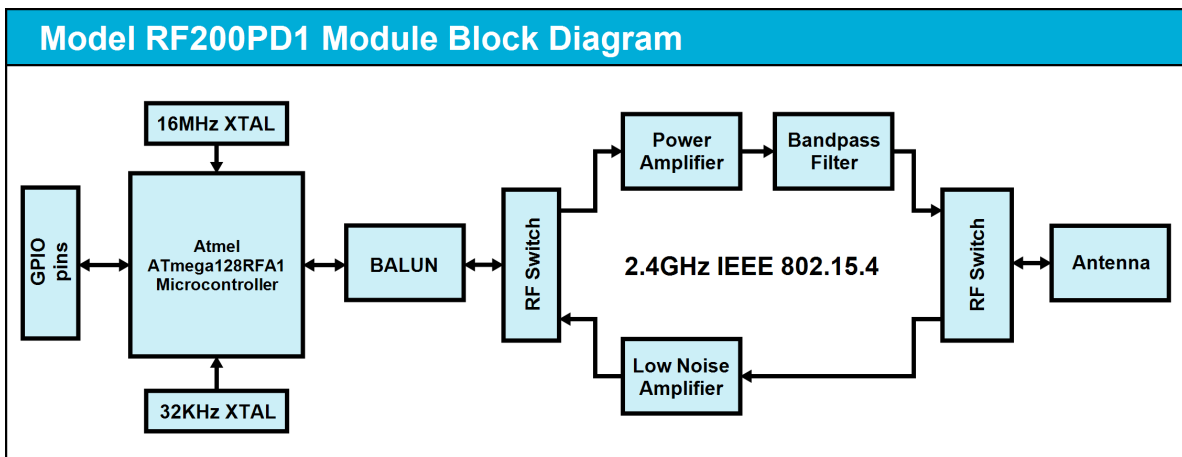 Model RF200PD1 Module Block Diagram
16MHz XTAL
GPIO
pins
Atmel
ATmega128RFA1
Microcontroller
32KHz XTAL
BALUN
RF Switch
Power
Amplifier
Bandpass
Filter
2.4GHz IEEE 802.15.4
Low Noise
Amplifier
RF Switch
Antenna